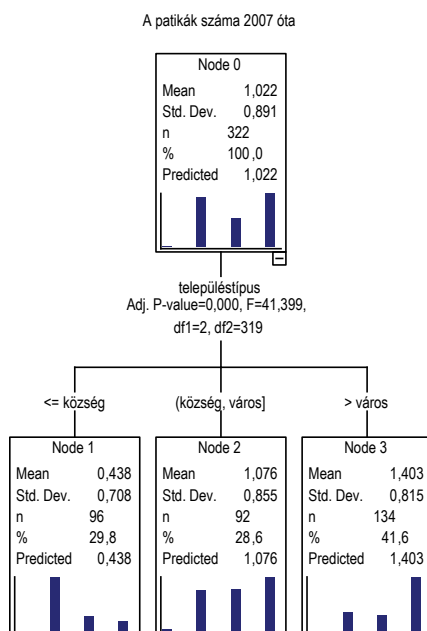 A patikák száma 2007 óta
Node 0
Mean 1,022
Std. Dev. 0,891
n 322
% 100,0
Predicted 1,022
településtípus
Adj. P-value=0,000, F=41,399,
df1=2, df2=319
<= község (község, város] > város
Node 1
Mean 0,438
Std. Dev. 0,708
n 96
% 29,8
Predicted 0,438
Node 2
Mean 1,076
Std. Dev. 0,855
n 92
% 28,6
Predicted 1,076
Node 3
Mean 1,403
Std. Dev. 0,815
n 134
% 41,6
Predicted 1,403